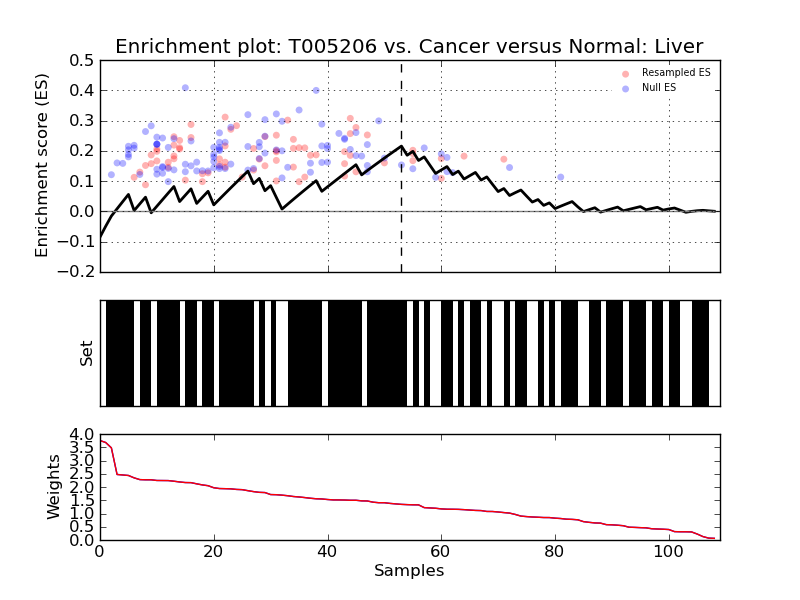 Enrichment plot: T005206 vs. Cancer versus Normal: Liver
Enrichment score (ES)
0.5
0.4
0.3
0.2
0.1
0.0
−0.1
−0.2
Resampled ES
Null ES
Set
Weights
4.0
3.5
3.0
2.5
2.0
1.5
1.0
0.5
0.0
0 20 40 60 80 100
Samples